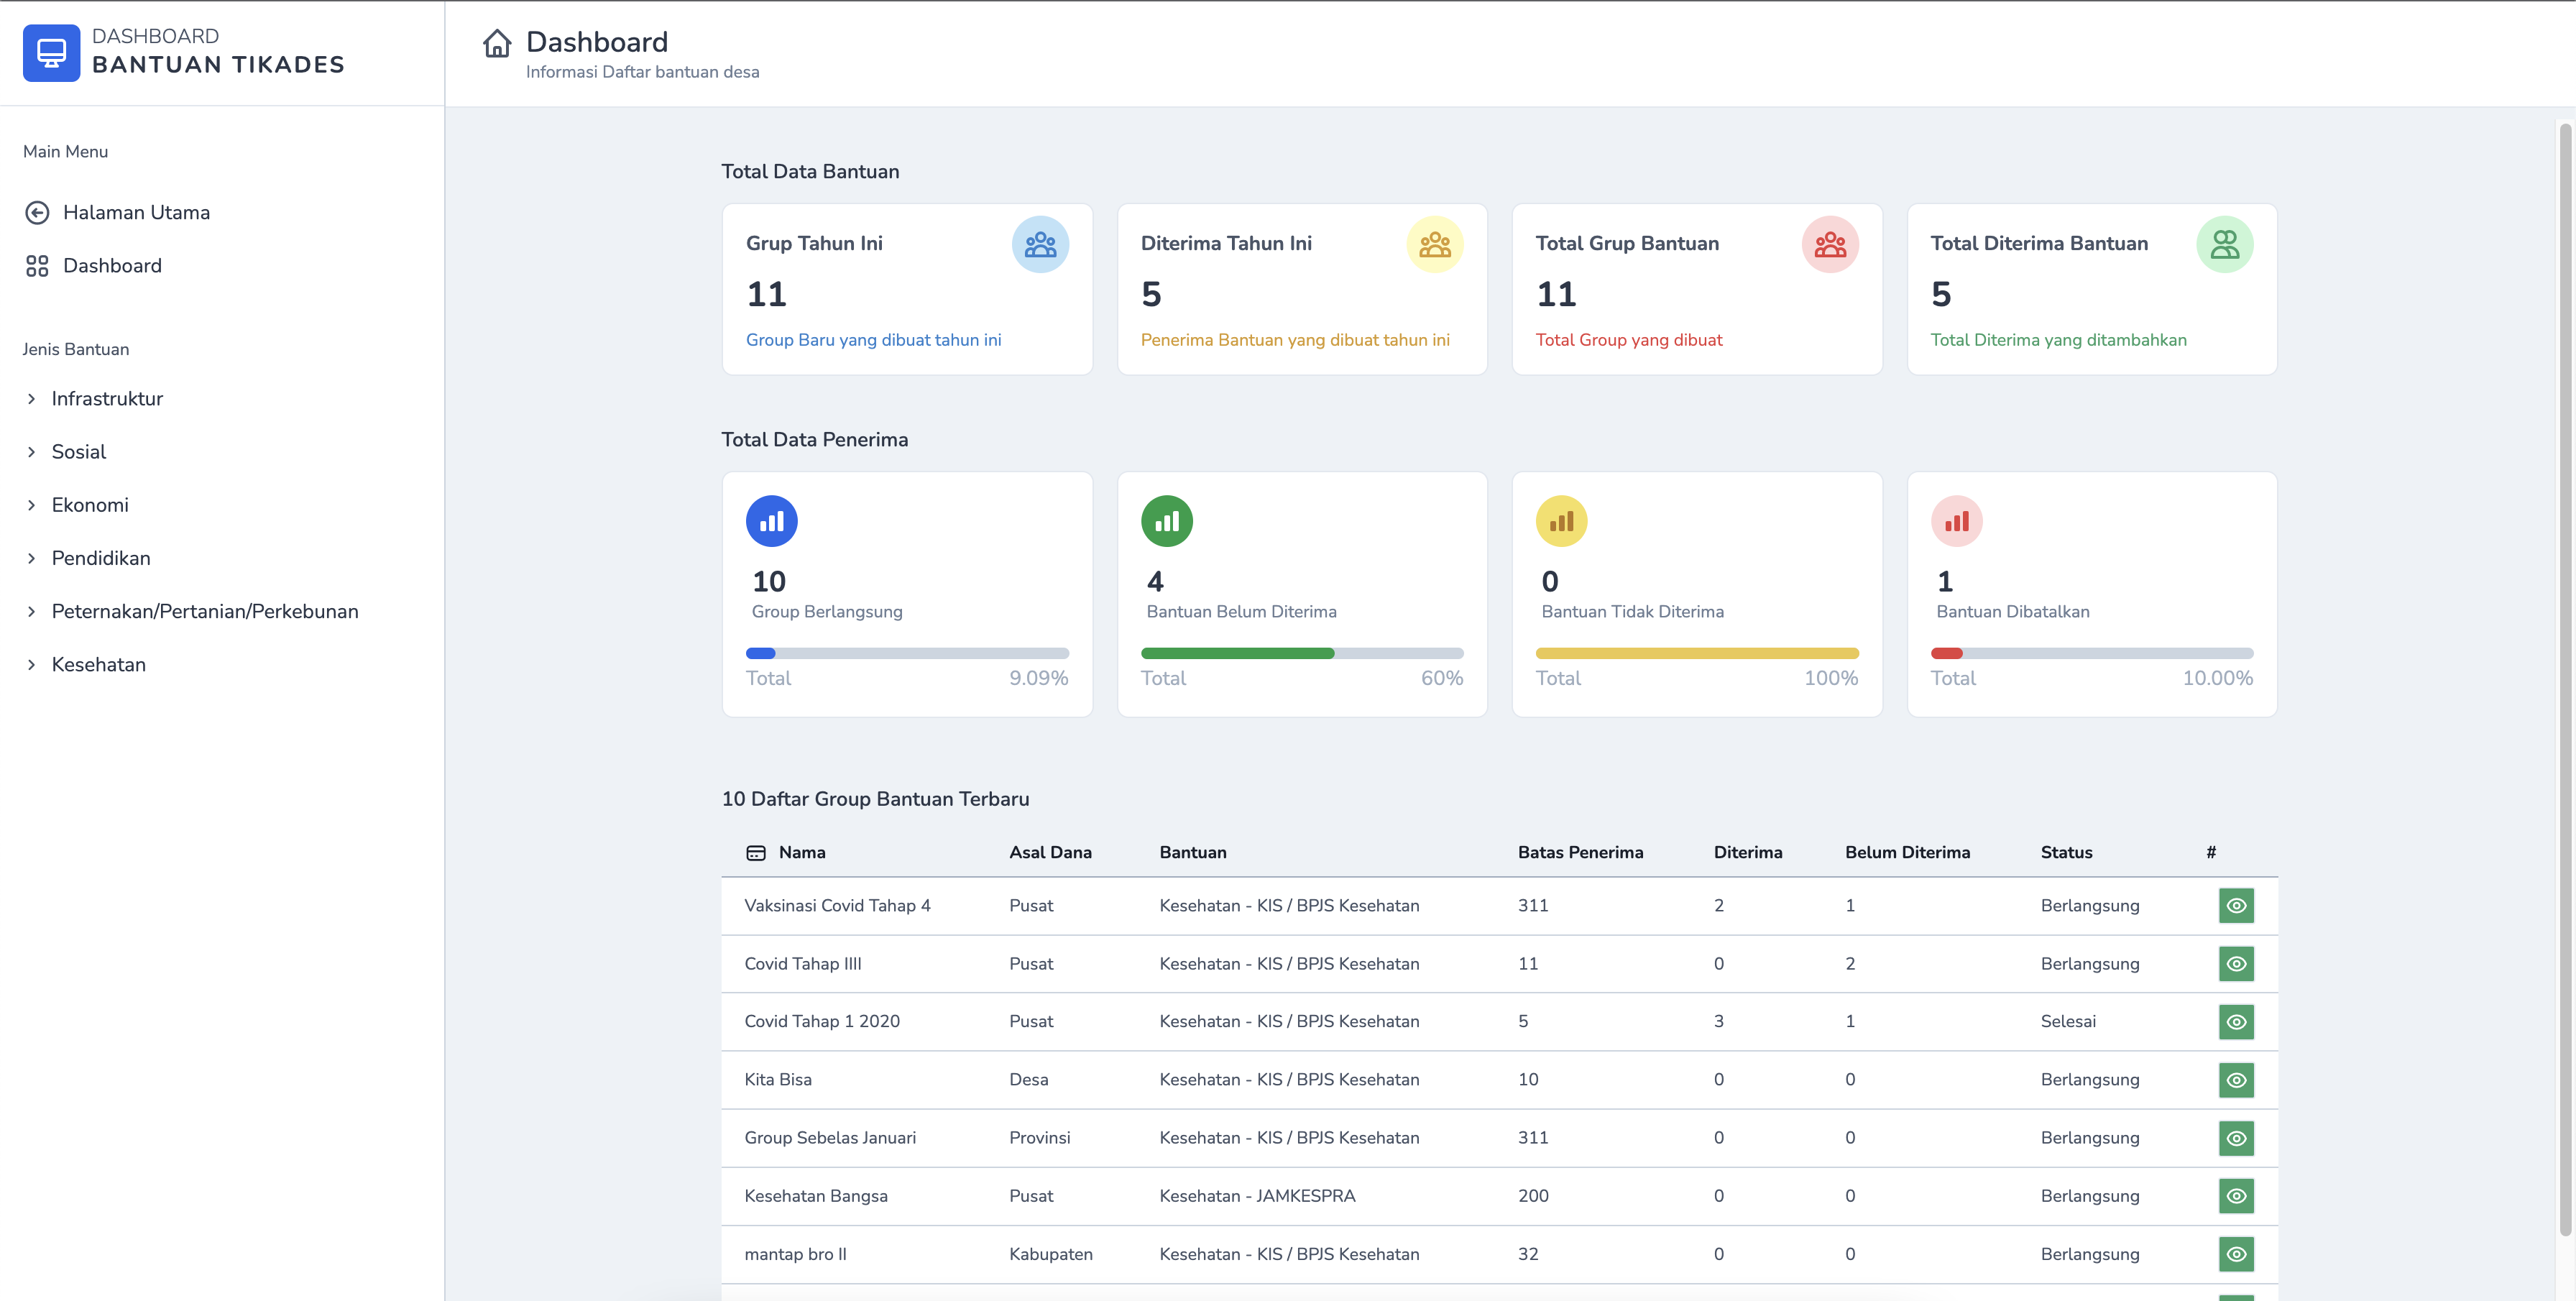 DASHBOARD
BANTUAN TIKADES
Main Menu
Halaman Utama
Dashboard
Jenis Bantuan
Infrastruktur
Sosial
Ekonomi
Pendidikan
Peternakan/Pertanian/Perkebunan
Kesehatan
Dashboard
Informasi Daftar bantuan desa
Total Data Bantuan
Grup Tahun Ini
11
Group Baru yang dibuat tahun ini
Diterima Tahun Ini
5
Penerima Bantuan yang dibuat tahun ini
Total Grup Bantuan
11
Total Group yang dibuat
Total Diterima Bantuan
5
Total Diterima yang ditambahkan
Total Data Penerima
10
Group Berlangsung
Total 9.09%
4
Bantuan Belum Diterima
Total 60%
0
Bantuan Tidak Diterima
Total 100%
1
Bantuan Dibatalkan
Total 10.00%
10 Daftar Group Bantuan Terbaru
Nama Asal Dana Bantuan Batas Penerima Diterima Belum Diterima Status #
Vaksinasi Covid Tahap 4 Pusat Kesehatan - KIS / BPJS Kesehatan 311 2 1 Berlangsung
Covid Tahap IIII Pusat Kesehatan - KIS / BPJS Kesehatan 11 0 2 Berlangsung
Covid Tahap 1 2020 Pusat Kesehatan - KIS / BPJS Kesehatan 5 3 1 Selesai
Kita Bisa Desa Kesehatan - KIS / BPJS Kesehatan 10 0 0 Berlangsung
Group Sebelas Januari Provinsi Kesehatan - KIS / BPJS Kesehatan 311 0 0 Berlangsung
Kesehatan Bangsa Pusat Kesehatan - JAMKESPRA 200 0 0 Berlangsung
mantap bro II Kabupaten Kesehatan - KIS / BPJS Kesehatan 32 0 0 Berlangsung